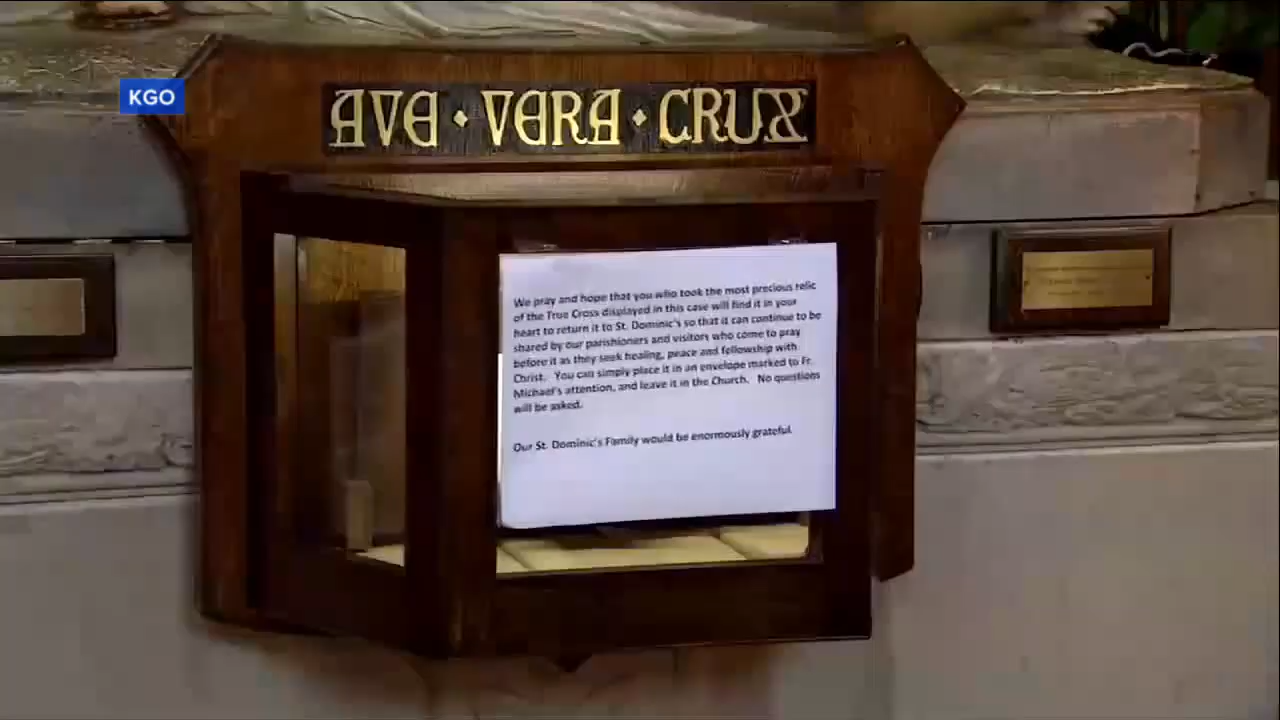 KGO
AVE · VERA · CRUX
We pray and hope that you who took the most precious relic
of the True Cross displayed in this case will find it in your
heart to return it to St. Dominic's so that it can continue to be
shared by our parishioners and visitors who come to pray
before it as they seek healing, peace and fellowship with
Christ. You can simply place it in an envelope marked to Fr.
Michael's attention, and leave it in the Church. No questions
will be asked.
Our St. Dominic's Family would be enormously grateful.